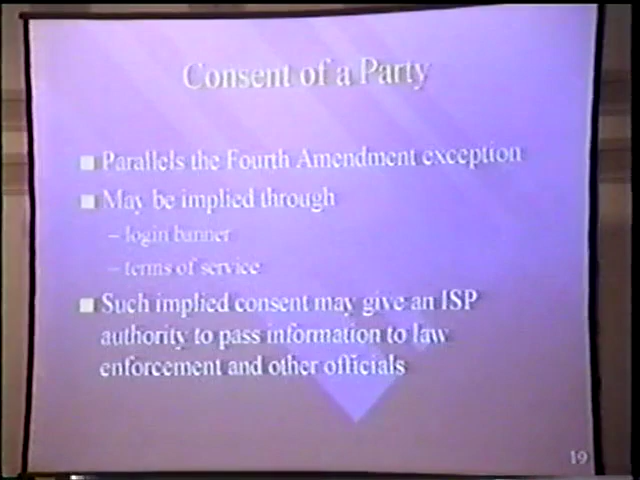 Consent of a Party
■ Parallels the Fourth Amendment exception
■ May be implied through
– login banner
– terms of service
■ Such implied consent may give an ISP
authority to pass information to law
enforcement and other officials
19